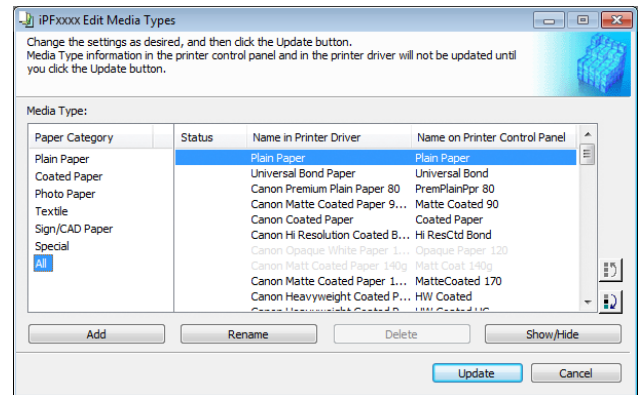 iPFxxxx Edit Media Types
Change the settings as desired, and then click the Update button.
Media Type information in the printer control panel and in the printer driver will not be updated until
you click the Update button.
Media Type:
Paper Category Status Name in Printer Driver Name on Printer Control Panel
Plain Paper Plain Paper Plain Paper
Coated Paper Universal Bond Paper Universal Bond
Photo Paper Canon Premium Plain Paper 80 PremPlainPpr 80
Textile Canon Matte Coated Paper 9... Matte Coated 90
Sign/CAD Paper Canon Coated Paper Coated Paper
Special Canon Hi Resolution Coated B... Hi ResCtd Bond
All Canon Opaque White Paper 1... Opaque Paper 120
Canon Matt Coated Paper 140g Matt Coat 140g
Canon Matte Coated Paper 1... MatteCoated 170
Canon Heavyweight Coated P... HW Coated
Add Rename Delete Show/Hide
Update Cancel